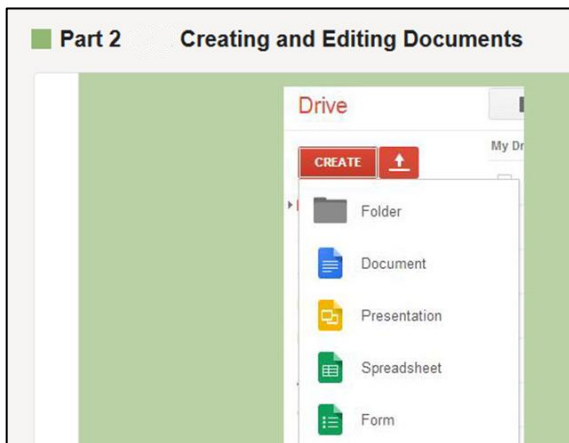 Part 2 Creating and Editing Documents
Drive
CREATE
My Dr
Folder
Document
Presentation
Spreadsheet
Form